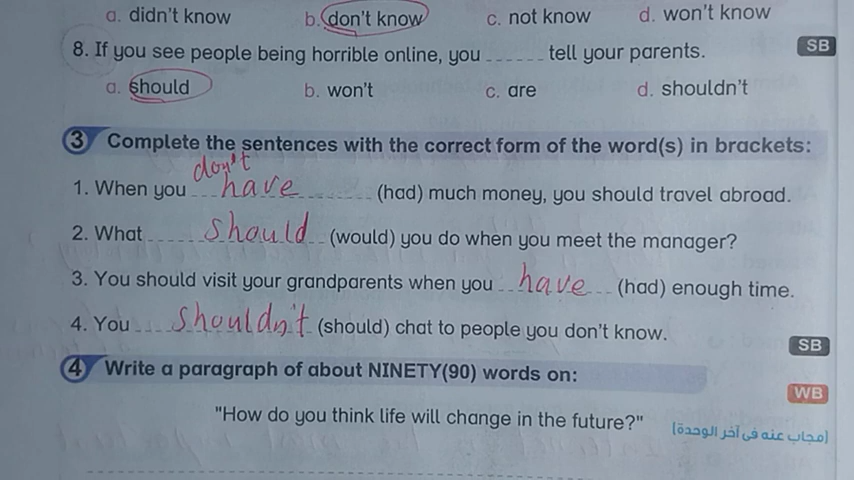 a. didn't know b. don't know c. not know d. won't know
8. If you see people being horrible online, you ...... tell your parents. SB
a. should b. won't c. are d. shouldn't
3 Complete the sentences with the correct form of the word(s) in brackets:
don't
1. When you have (had) much money, you should travel abroad.
2. What should (would) you do when you meet the manager?
3. You should visit your grandparents when you have (had) enough time.
4. You shouldn't (should) chat to people you don't know.
SB
4 Write a paragraph of about NINETY(90) words on:
WB
"How do you think life will change in the future?" (مجاب عنه فى آخر الوحدة)